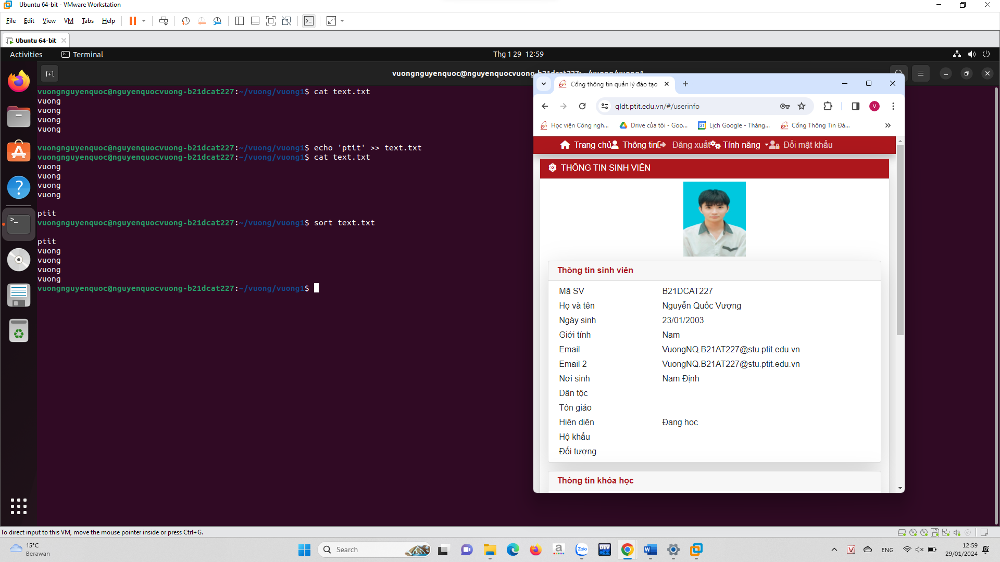 Ubuntu 64-bit - VMware Workstation
File Edit View VM Tabs Help
Ubuntu 64-bit
Activities Terminal Thg 1 29 12:59
vuongnguyenquoc@nguyenquocvuong-b21dcat227: ~/vuong/vuong1
vuongnguyenquoc@nguyenquocvuong-b21dcat227:~/vuong/vuong1$ cat text.txt
vuong
vuong
vuong
vuong
vuongnguyenquoc@nguyenquocvuong-b21dcat227:~/vuong/vuong1$ echo 'ptit' >> text.txt
vuongnguyenquoc@nguyenquocvuong-b21dcat227:~/vuong/vuong1$ cat text.txt
vuong
vuong
vuong
vuong
ptit
vuongnguyenquoc@nguyenquocvuong-b21dcat227:~/vuong/vuong1$ sort text.txt
ptit
vuong
vuong
vuong
vuong
vuongnguyenquoc@nguyenquocvuong-b21dcat227:~/vuong/vuong1$
Cổng thông tin quản lý đào tạo
qldt.ptit.edu.vn/#/userinfo
V
Học viện Công ngh... Drive của tôi - Goo... 31 Lịch Google - Tháng... Cổng Thông Tin Đà...
Trang chủ Thông tin Đăng xuất Tính năng Đổi mật khẩu
THÔNG TIN SINH VIÊN
Thông tin sinh viên
Mã SV B21DCAT227
Họ và tên Nguyễn Quốc Vượng
Ngày sinh 23/01/2003
Giới tính Nam
Email VuongNQ.B21AT227@stu.ptit.edu.vn
Email 2 VuongNQ.B21AT227@stu.ptit.edu.vn
Nơi sinh Nam Định
Dân tộc
Tôn giáo
Hiện diện Đang học
Hộ khẩu
Đối tượng
Thông tin khóa học
To direct input to this VM, move the mouse pointer inside or press Ctrl+G.
15°C
Berawan
Search
Zalo
DEV
ENG
12:59
29/01/2024